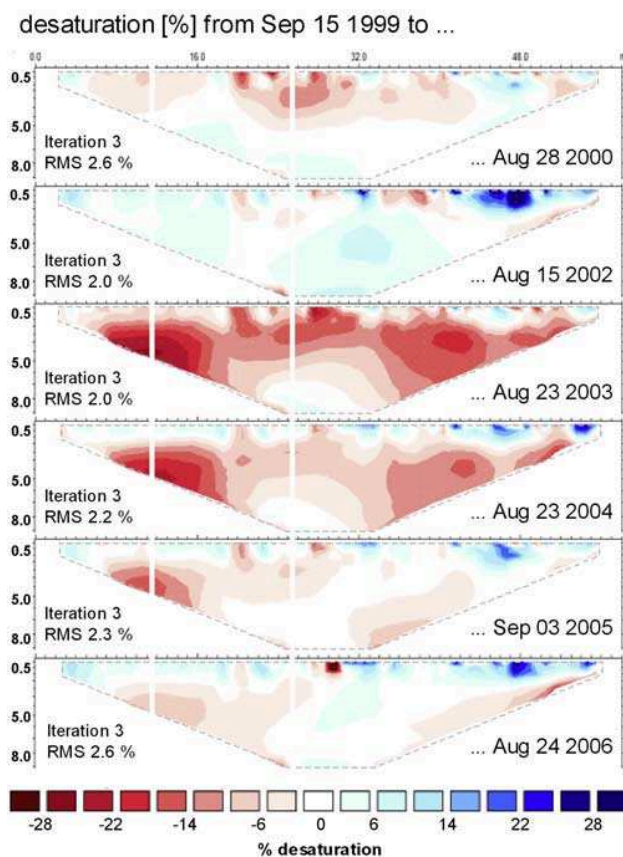 desaturation [%] from Sep 15 1999 to ...
0.0 16.0 32.0 48.0
0.5
5.0
8.0
Iteration 3
RMS 2.6 %
... Aug 28 2000
0.5
5.0
8.0
Iteration 3
RMS 2.0 %
... Aug 15 2002
0.5
5.0
8.0
Iteration 3
RMS 2.0 %
... Aug 23 2003
0.5
5.0
8.0
Iteration 3
RMS 2.2 %
... Aug 23 2004
0.5
5.0
8.0
Iteration 3
RMS 2.3 %
... Sep 03 2005
0.5
5.0
8.0
Iteration 3
RMS 2.6 %
... Aug 24 2006
-28 -22 -14 -6 0 6 14 22 28
% desaturation